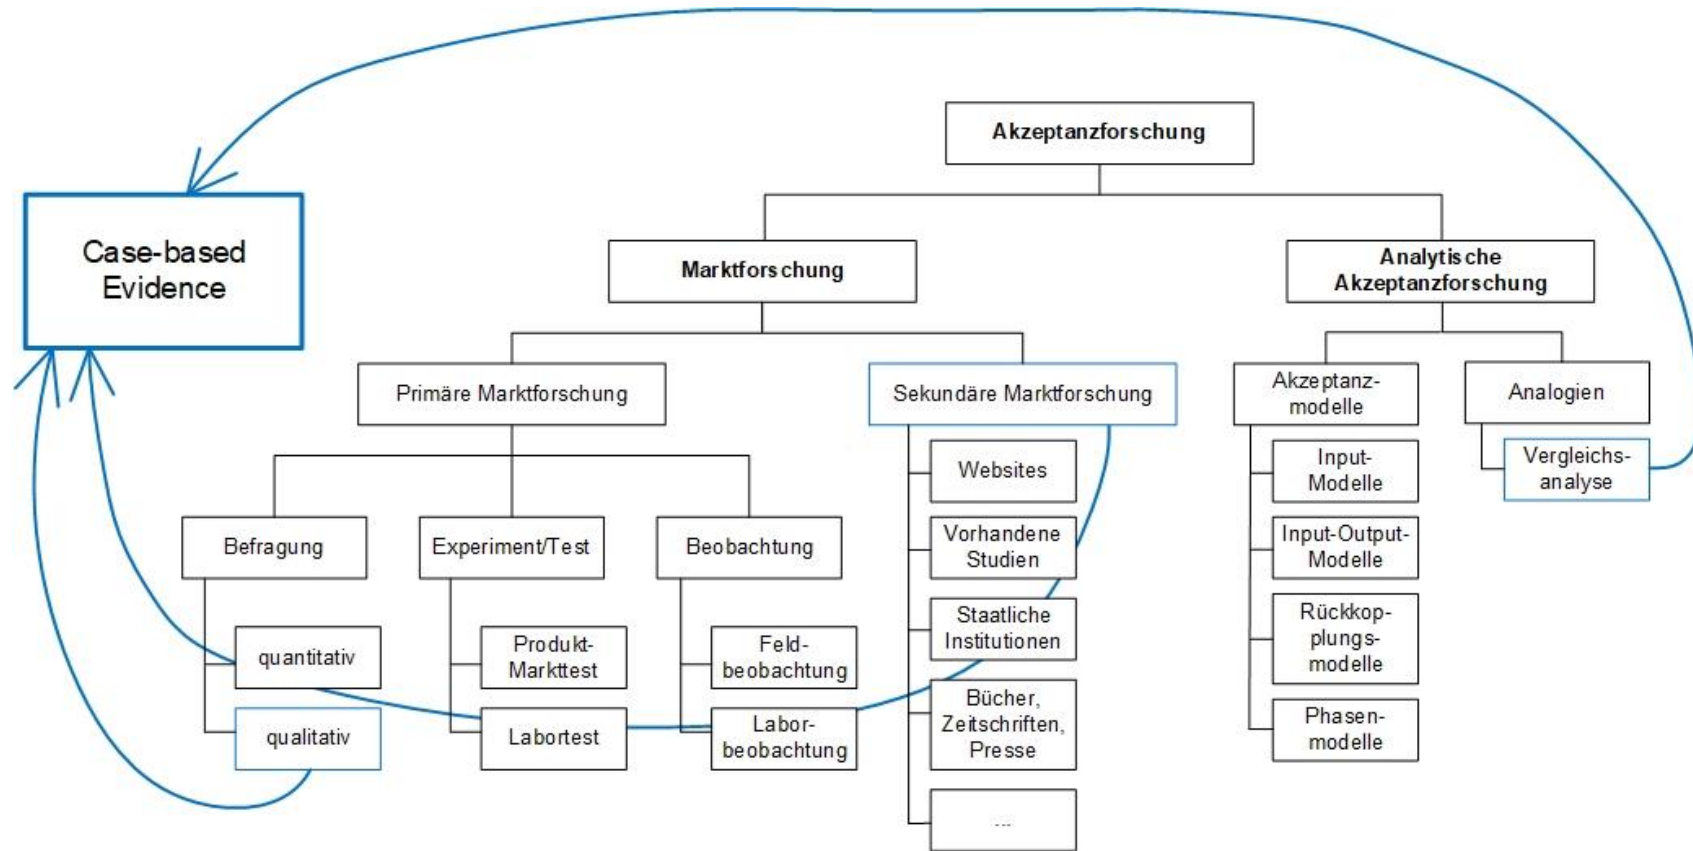 Akzeptanzforschung
Case-based
Evidence
Marktforschung
Analytische
Akzeptanzforschung
Primäre Marktforschung
Sekundäre Marktforschung
Akzeptanz-
modelle
Analogien
Websites
Input-
Modelle
Vergleichs-
analyse
Befragung
Experiment/Test
Beobachtung
Vorhandene
Studien
Input-Output-
Modelle
quantitativ
Produkt-
Markttest
Feld-
beobachtung
Staatliche
Institutionen
Rückkop-
plungs-
modelle
qualitativ
Labortest
Labor-
beobachtung
Bücher,
Zeitschriften,
Presse
Phasen-
modelle
...